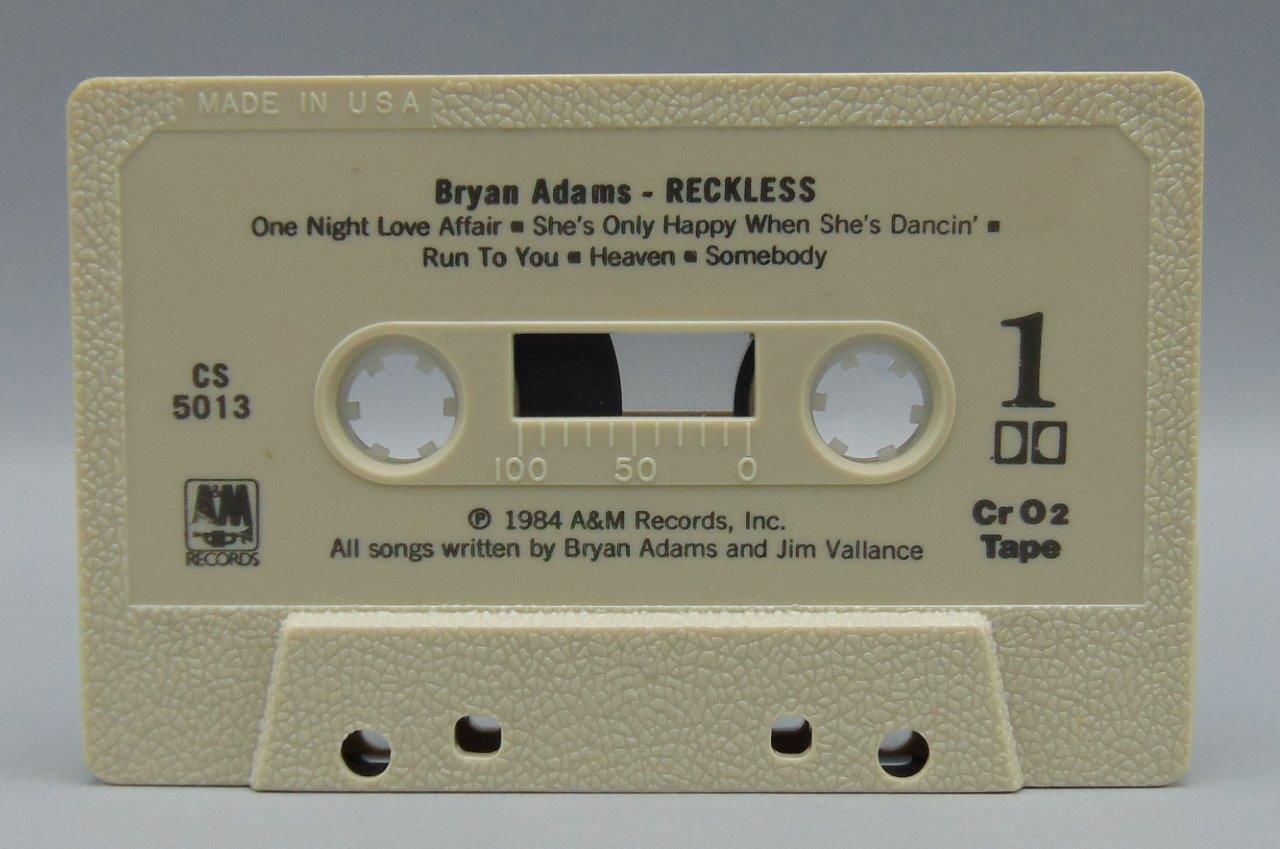 MADE IN USA
Bryan Adams - RECKLESS
One Night Love Affair ▪ She's Only Happy When She's Dancin' ▪
Run To You ▪ Heaven ▪ Somebody
1
CS
5013
100 50 0
A&M
RECORDS
℗ 1984 A&M Records, Inc.
All songs written by Bryan Adams and Jim Vallance
Cr O2
Tape